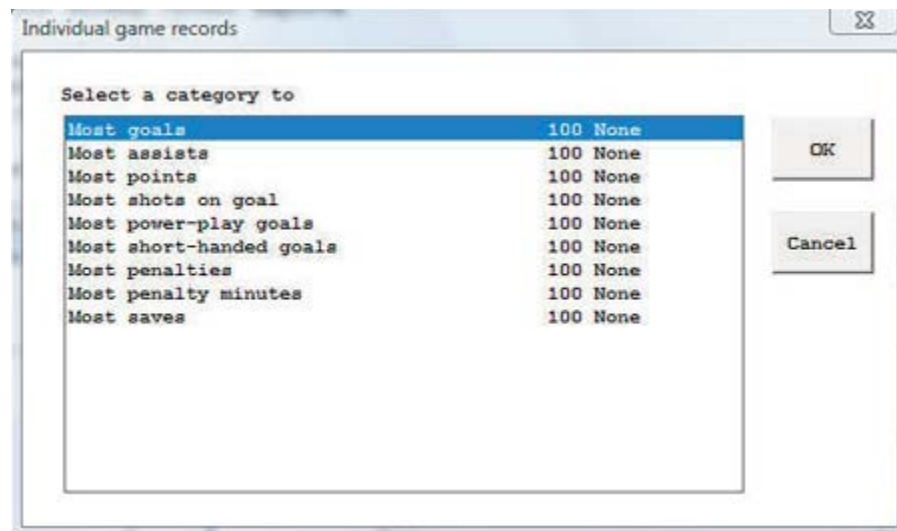 Individual game records
Select a category to
Most goals 100 None
Most assists 100 None
Most points 100 None
Most shots on goal 100 None
Most power-play goals 100 None
Most short-handed goals 100 None
Most penalties 100 None
Most penalty minutes 100 None
Most saves 100 None
OK
Cancel